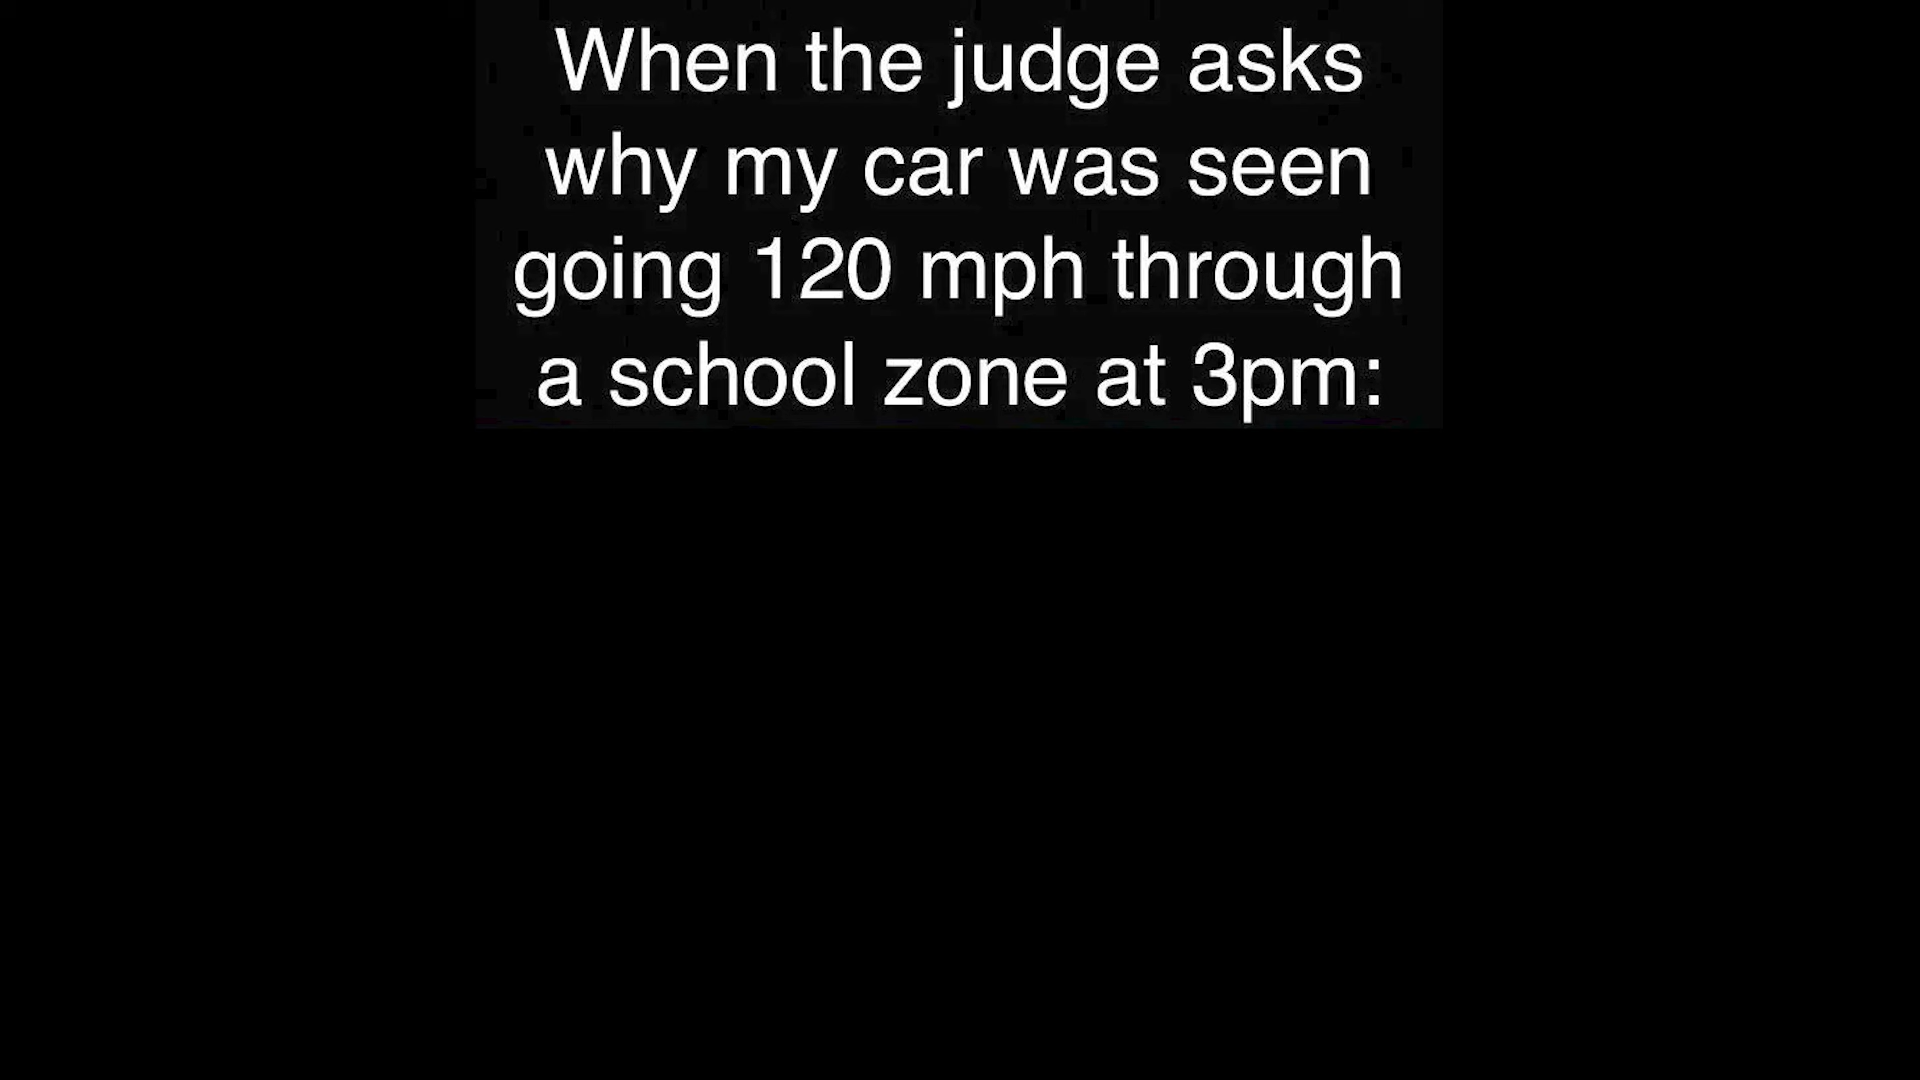 When the judge asks
why my car was seen
going 120 mph through
a school zone at 3pm: